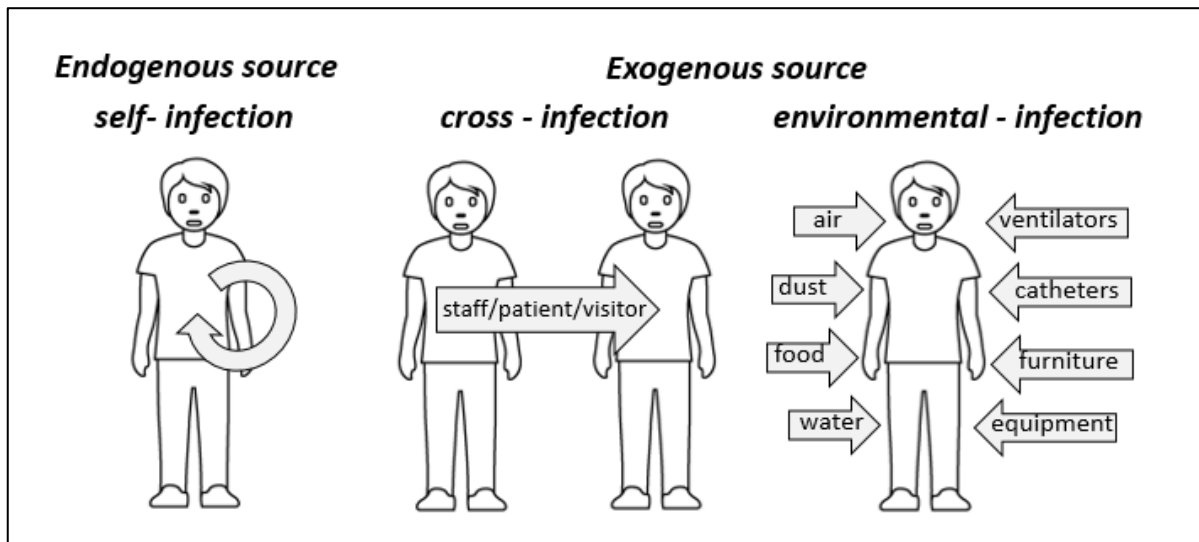 Endogenous source
Exogenous source
self- infection
cross - infection
environmental - infection
staff/patient/visitor
air
ventilators
dust
catheters
food
furniture
water
equipment